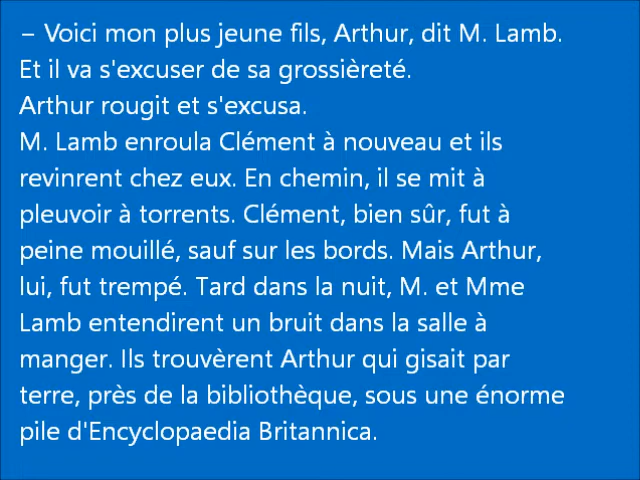 – Voici mon plus jeune fils, Arthur, dit M. Lamb.
Et il va s'excuser de sa grossièreté.
Arthur rougit et s'excusa.
M. Lamb enroula Clément à nouveau et ils
revinrent chez eux. En chemin, il se mit à
pleuvoir à torrents. Clément, bien sûr, fut à
peine mouillé, sauf sur les bords. Mais Arthur,
lui, fut trempé. Tard dans la nuit, M. et Mme
Lamb entendirent un bruit dans la salle à
manger. Ils trouvèrent Arthur qui gisait par
terre, près de la bibliothèque, sous une énorme
pile d'Encyclopaedia Britannica.